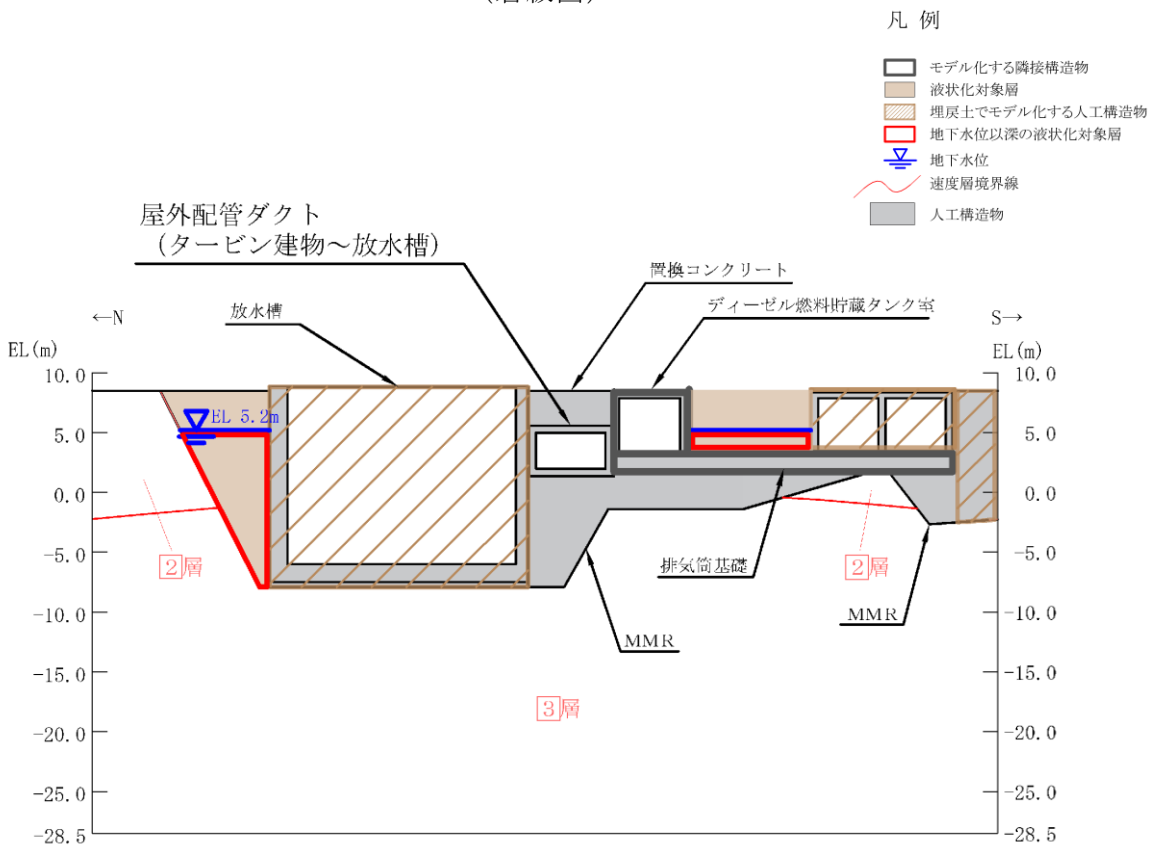 凡 例
モデル化する隣接構造物
液状化対象層
埋戻土でモデル化する人工構造物
地下水位以深の液状化対象層
地下水位
速度層境界線
人工構造物
屋外配管ダクト
(タービン建物～放水槽)
置換コンクリート
放水槽
ディーゼル燃料貯蔵タンク室
←N
S→
EL(m)
EL(m)
10.0
10.0
EL 5.2m
5.0
5.0
0.0
0.0
-5.0
-5.0
2層
排気筒基礎
2層
-10.0
-10.0
MMR
MMR
-15.0
-15.0
3層
-20.0
-20.0
-25.0
-25.0
-28.5
-28.5